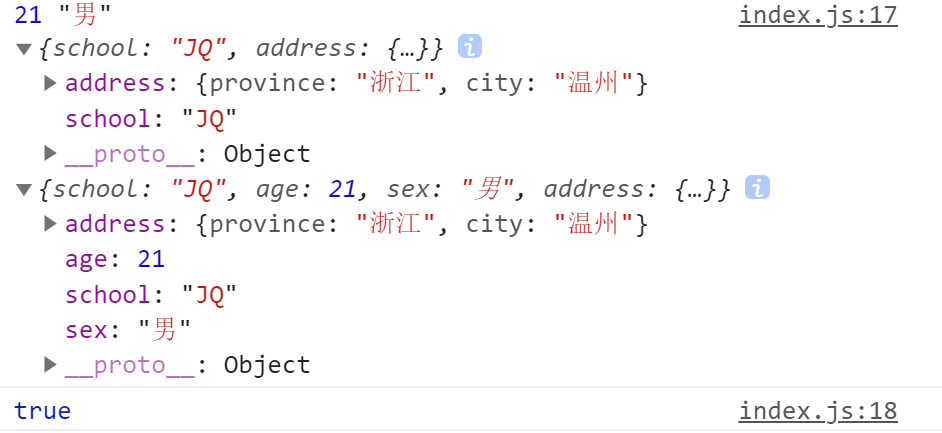 21 "男" index.js:17
▼{school: "JQ", address: {…}} i
▶address: {province: "浙江", city: "温州"}
school: "JQ"
▶__proto__: Object
▼{school: "JQ", age: 21, sex: "男", address: {…}} i
▶address: {province: "浙江", city: "温州"}
age: 21
school: "JQ"
sex: "男"
▶__proto__: Object
true index.js:18